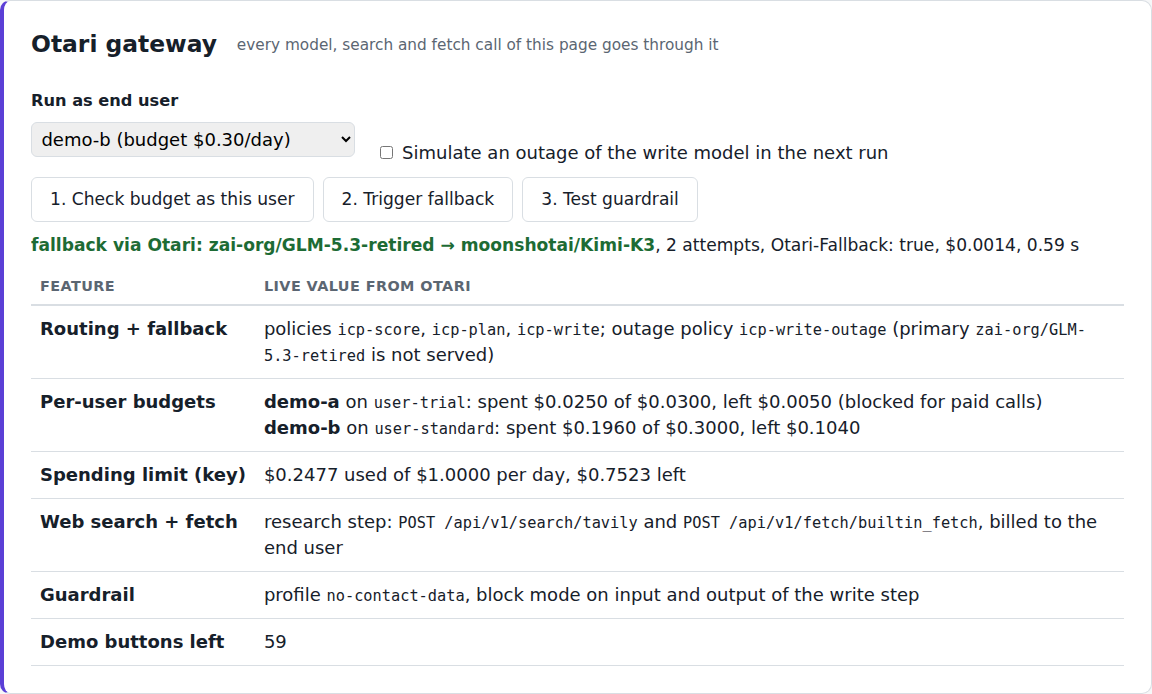 Otari gateway every model, search and fetch call of this page goes through it
Run as end user
demo-b (budget $0.30/day)
Simulate an outage of the write model in the next run
1. Check budget as this user 2. Trigger fallback 3. Test guardrail
fallback via Otari: zai-org/GLM-5.3-retired → moonshotai/Kimi-K3, 2 attempts, Otari-Fallback: true, $0.0014, 0.59 s
FEATURE LIVE VALUE FROM OTARI
Routing + fallback policies icp-score, icp-plan, icp-write; outage policy icp-write-outage (primary zai-org/GLM-
5.3-retired is not served)
Per-user budgets demo-a on user-trial: spent $0.0250 of $0.0300, left $0.0050 (blocked for paid calls)
demo-b on user-standard: spent $0.1960 of $0.3000, left $0.1040
Spending limit (key) $0.2477 used of $1.0000 per day, $0.7523 left
Web search + fetch research step: POST /api/v1/search/tavily and POST /api/v1/fetch/builtin_fetch, billed to the
end user
Guardrail profile no-contact-data, block mode on input and output of the write step
Demo buttons left 59